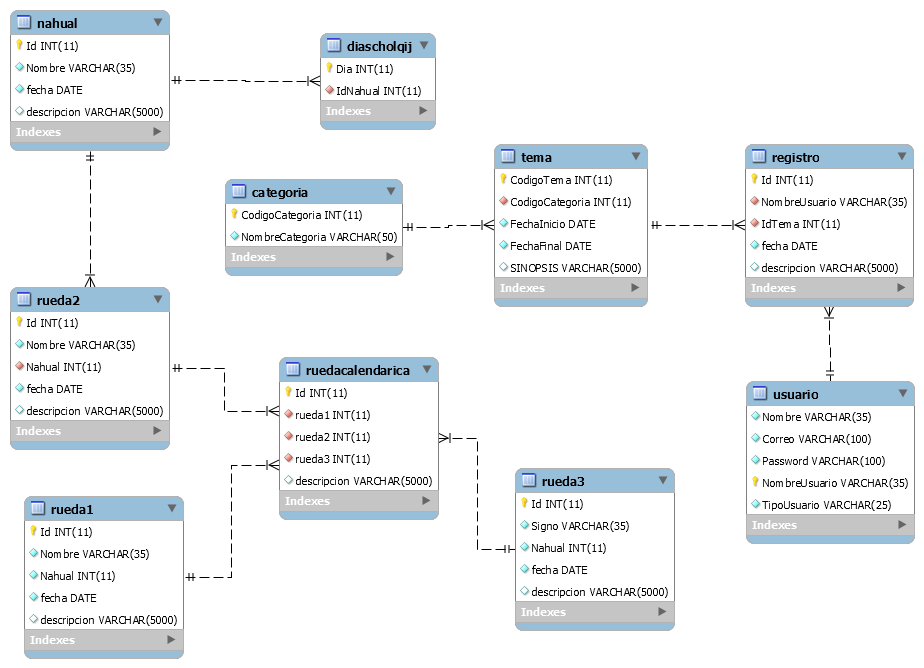 nahual
Id INT(11)
Nombre VARCHAR(35)
fecha DATE
descripcion VARCHAR(5000)
Indexes
diascholqij
Dia INT(11)
IdNahual INT(11)
Indexes
categoria
CodigoCategoria INT(11)
NombreCategoria VARCHAR(50)
Indexes
tema
CodigoTema INT(11)
CodigoCategoria INT(11)
FechaInicio DATE
FechaFinal DATE
SINOPSIS VARCHAR(5000)
Indexes
registro
Id INT(11)
NombreUsuario VARCHAR(35)
IdTema INT(11)
fecha DATE
descripcion VARCHAR(5000)
Indexes
rueda2
Id INT(11)
Nombre VARCHAR(35)
Nahual INT(11)
fecha DATE
descripcion VARCHAR(5000)
Indexes
ruedacalendarica
Id INT(11)
rueda1 INT(11)
rueda2 INT(11)
rueda3 INT(11)
descripcion VARCHAR(5000)
Indexes
usuario
Nombre VARCHAR(35)
Correo VARCHAR(100)
Password VARCHAR(100)
NombreUsuario VARCHAR(35)
TipoUsuario VARCHAR(25)
Indexes
rueda1
Id INT(11)
Nombre VARCHAR(35)
Nahual INT(11)
fecha DATE
descripcion VARCHAR(5000)
Indexes
rueda3
Id INT(11)
Signo VARCHAR(35)
Nahual INT(11)
fecha DATE
descripcion VARCHAR(5000)
Indexes